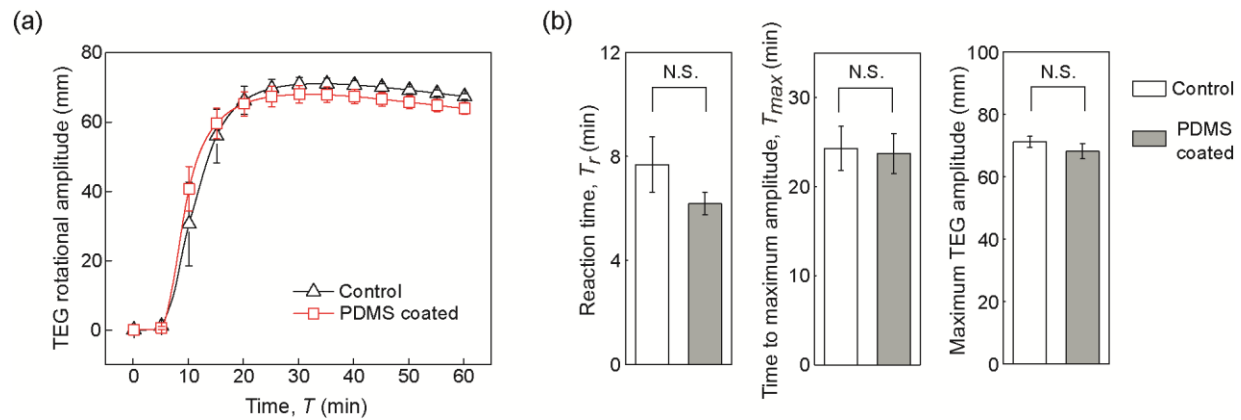 (a)
TEG rotational amplitude (mm)
80
60
40
20
0
Control
PDMS coated
0 10 20 30 40 50 60
Time, T (min)
(b)
Reaction time, Tr (min)
12
8
4
0
N.S.
Time to maximum amplitude, Tmax (min)
30
20
10
0
N.S.
Maximum TEG amplitude (mm)
100
80
60
40
20
0
N.S.
Control
PDMS
coated